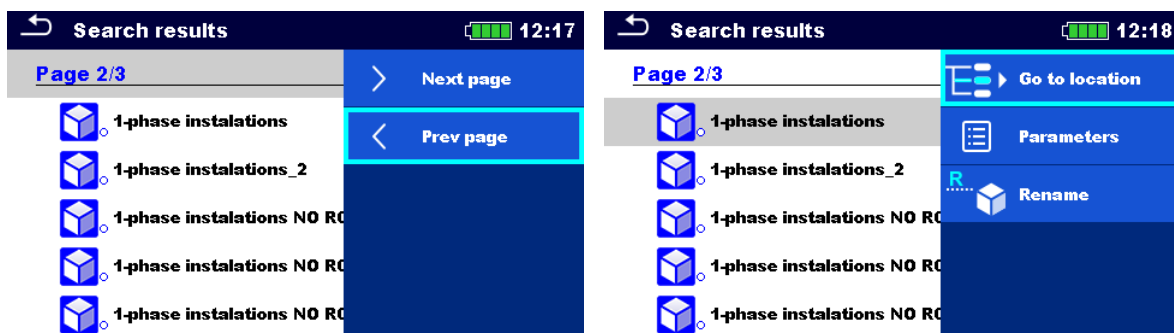 Search results
12:17
Page 2/3
Next page
1-phase instalations
Prev page
1-phase instalations_2
1-phase instalations NO
1-phase instalations NO
1-phase instalations NO
Search results
12:18
Page 2/3
Go to location
1-phase instalations
Parameters
1-phase instalations_2
R
Rename
1-phase instalations NO
1-phase instalations NO
1-phase instalations NO